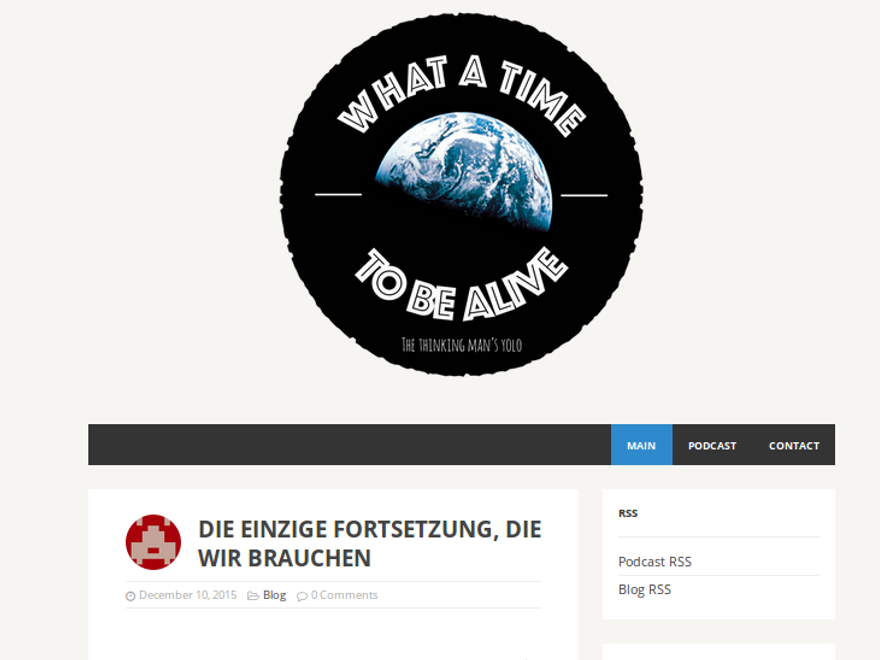 WHAT A TIME
TO BE ALIVE
THE THINKING MAN'S YOLO
MAIN PODCAST CONTACT
DIE EINZIGE FORTSETZUNG, DIE
WIR BRAUCHEN
December 10, 2015 Blog 0 Comments
RSS
Podcast RSS
Blog RSS